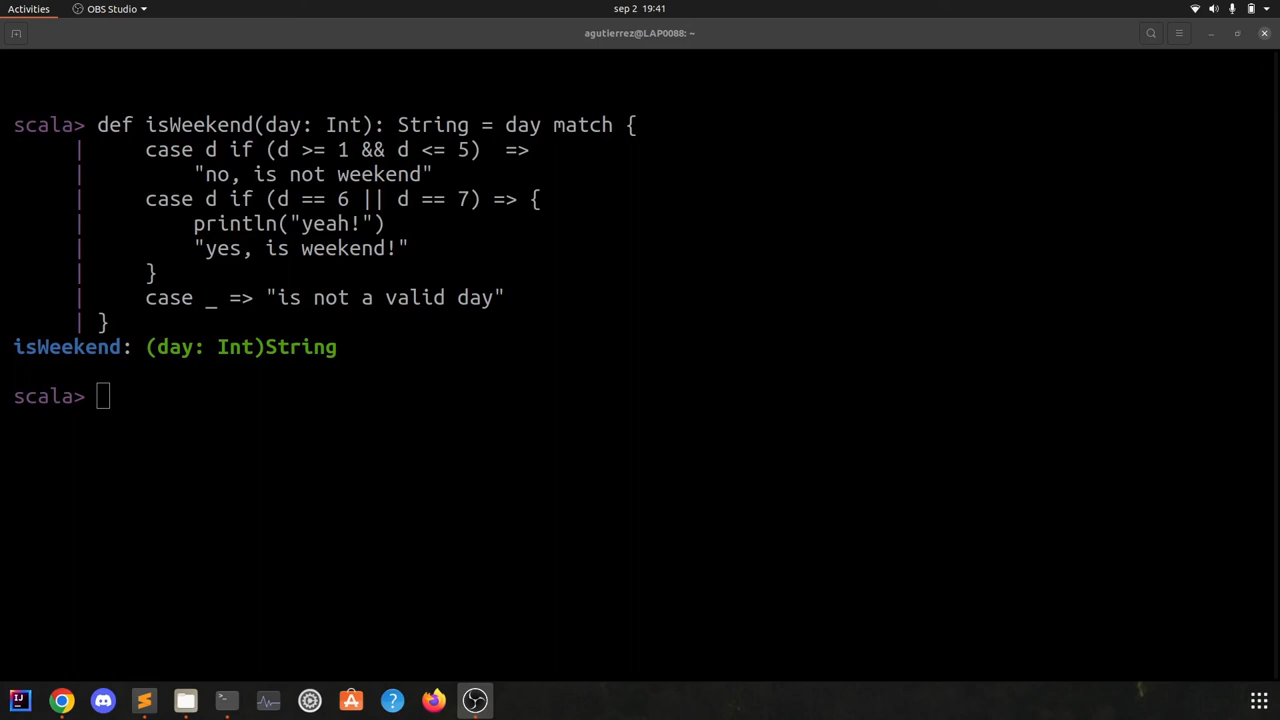 Activities OBS Studio sep 2 19:41
agutierrez@LAP0088: ~
scala> def isWeekend(day: Int): String = day match {
     |     case d if (d >= 1 && d <= 5)  =>
     |         "no, is not weekend"
     |     case d if (d == 6 || d == 7) => {
     |         println("yeah!")
     |         "yes, is weekend!"
     |     }
     |     case _ => "is not a valid day"
     | }
isWeekend: (day: Int)String
scala>